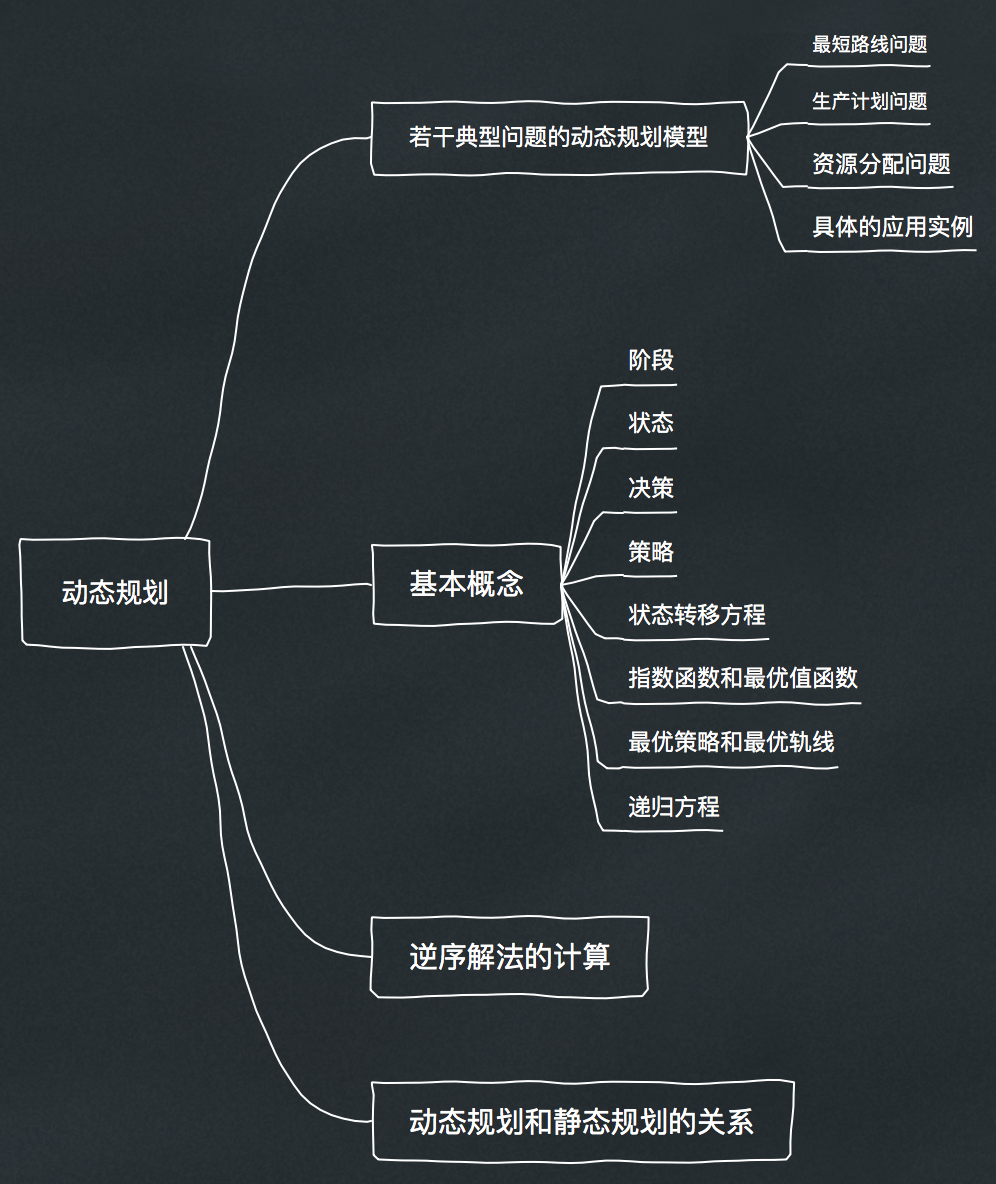 动态规划
若干典型问题的动态规划模型
最短路线问题
生产计划问题
资源分配问题
具体的应用实例
基本概念
阶段
状态
决策
策略
状态转移方程
指数函数和最优值函数
最优策略和最优轨线
递归方程
逆序解法的计算
动态规划和静态规划的关系